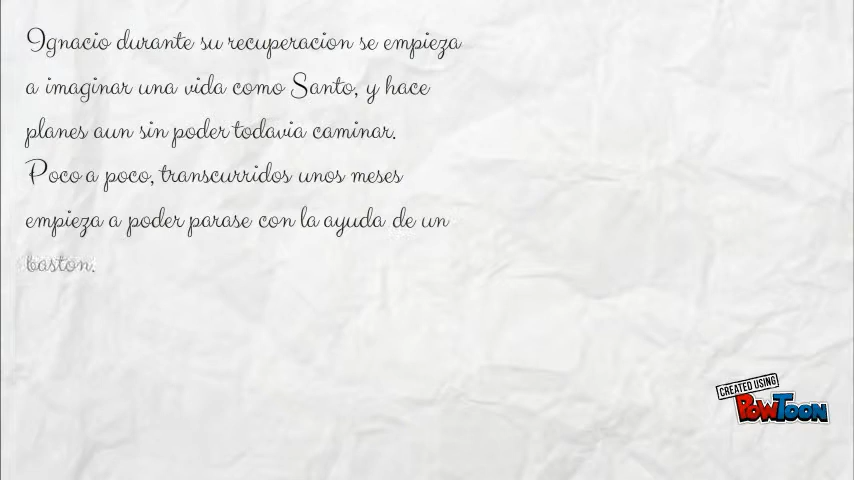 Ignacio durante su recuperacion se empieza
a imaginar una vida como Santo, y hace
planes aun sin poder todavia caminar.
Poco a poco, transcurridos unos meses
empieza a poder parase con la ayuda de un
baston.
CREATED USING
POWTOON